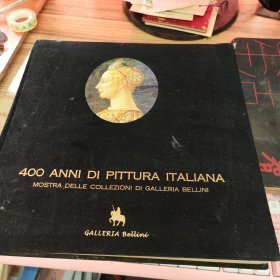 400 ANNI DI PITTURA ITALIANA
MOSTRA DELLE COLLEZIONI DI GALLERIA BELLINI
GALLERIA Bellini